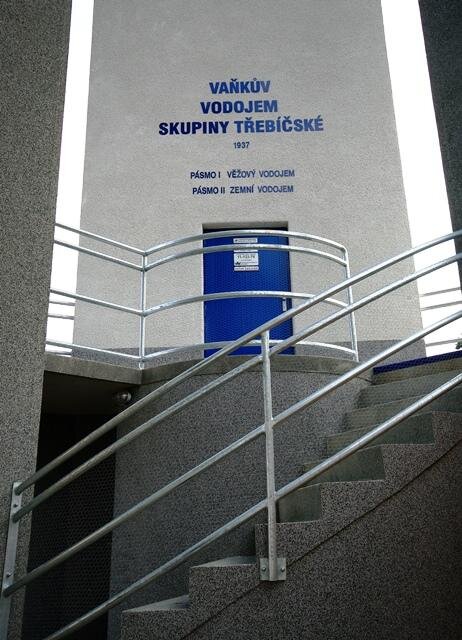 VAŇKŮV
VODOJEM
SKUPINY TŘEBÍČSKÉ
1937
PÁSMO I VĚŽOVÝ VODOJEM
PÁSMO II ZEMNÍ VODOJEM